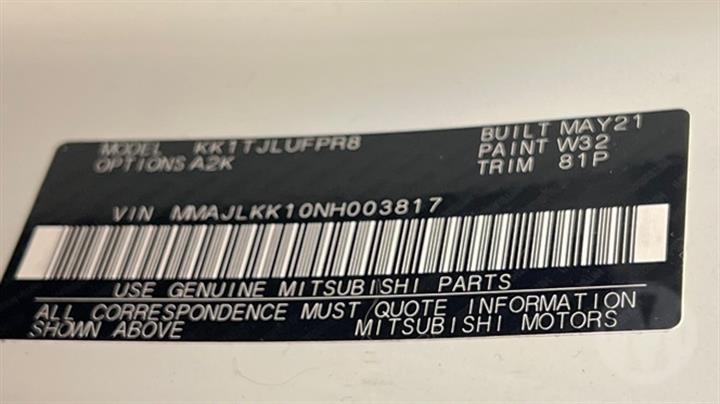 MODEL KK1TJLUFPR8 BUILT MAY21
OPTIONS A2K PAINT W32
TRIM 81P
VIN MMAJLKK10NH003817
USE GENUINE MITSUBISHI PARTS
ALL CORRESPONDENCE MUST QUOTE INFORMATION
SHOWN ABOVE MITSUBISHI MOTORS